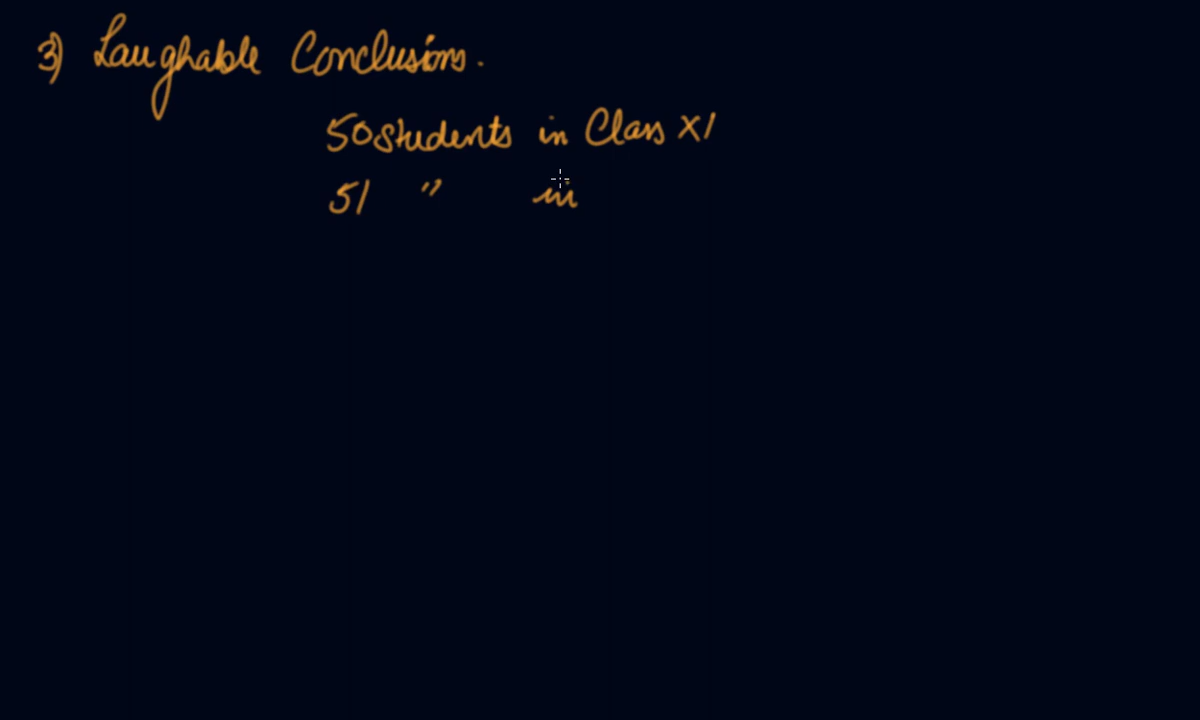 3) Laughable Conclusions.
50 students in Class XI
51 " in